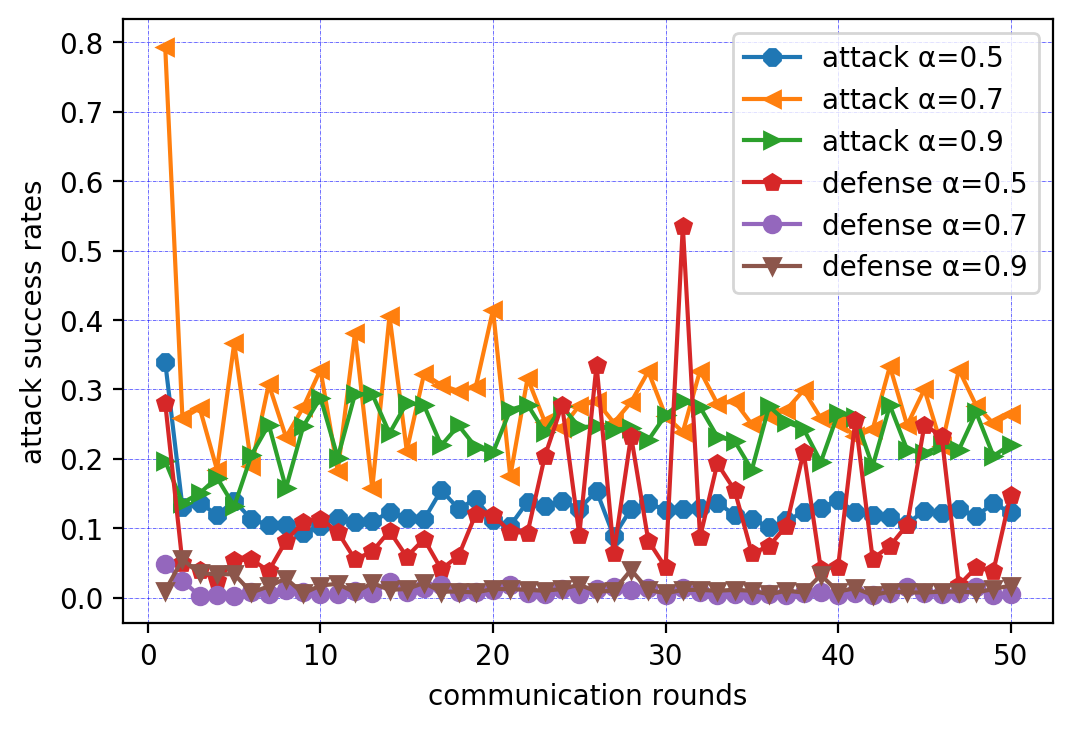 attack success rates
0.8
0.7
0.6
0.5
0.4
0.3
0.2
0.1
0.0
attack α=0.5
attack α=0.7
attack α=0.9
defense α=0.5
defense α=0.7
defense α=0.9
0 10 20 30 40 50
communication rounds